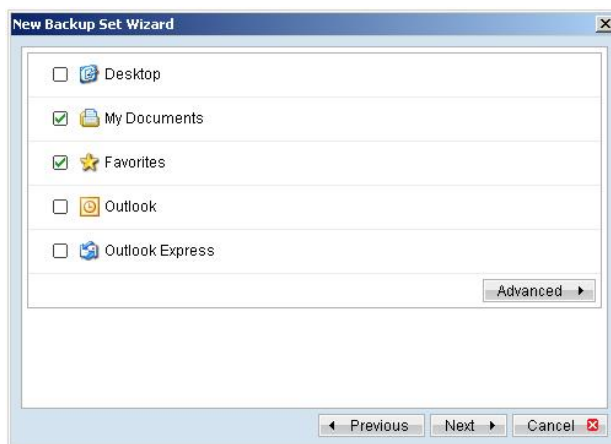 New Backup Set Wizard
Desktop
My Documents
Favorites
Outlook
Outlook Express
Advanced
Previous Next Cancel